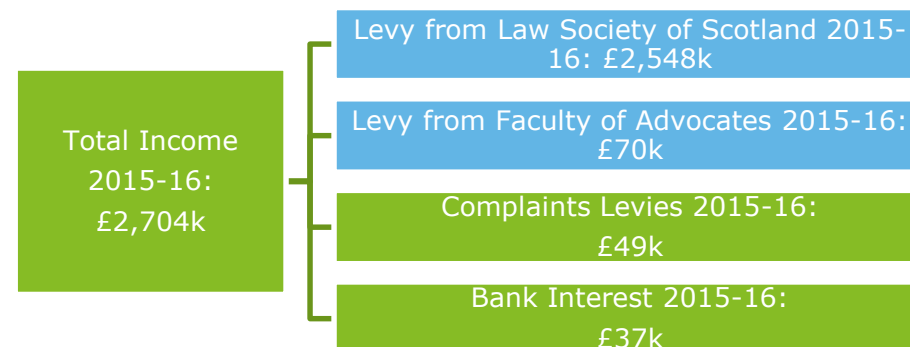 Total Income
2015-16:
£2,704k
Levy from Law Society of Scotland 2015-
16: £2,548k
Levy from Faculty of Advocates 2015-16:
£70k
Complaints Levies 2015-16:
£49k
Bank Interest 2015-16:
£37k